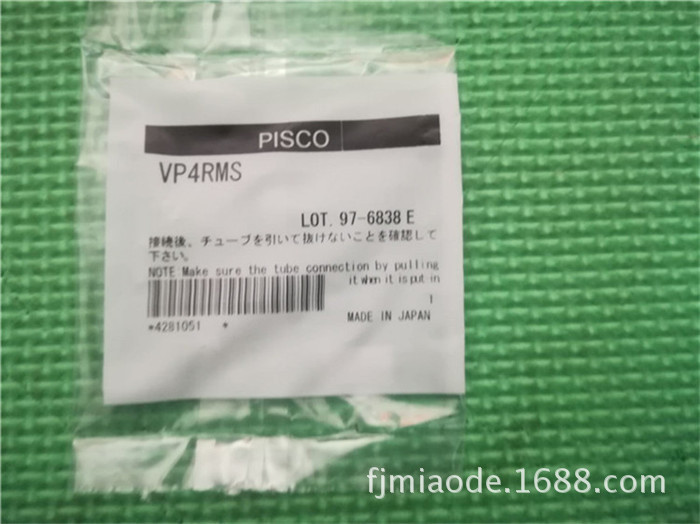 PISCO
VP4RMS
LOT. 97-6838 E
接続後、チューブを引いて抜けないことを確認して
下さい。
NOTE:Make sure the tube connection by pulling
it when it is put in
1
*4281051 *
MADE IN JAPAN
fjmiaode.1688.com